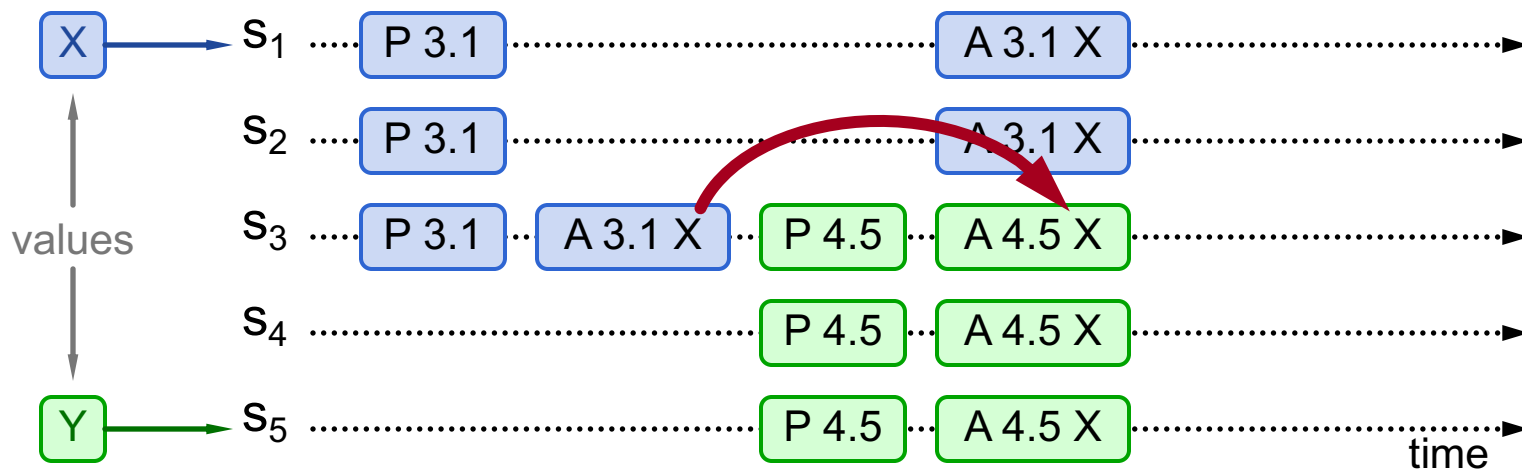 X s₁ P 3.1 A 3.1 X
s₂ P 3.1 A 3.1 X
values s₃ P 3.1 A 3.1 X P 4.5 A 4.5 X
s₄ P 4.5 A 4.5 X
Y s₅ P 4.5 A 4.5 X
time